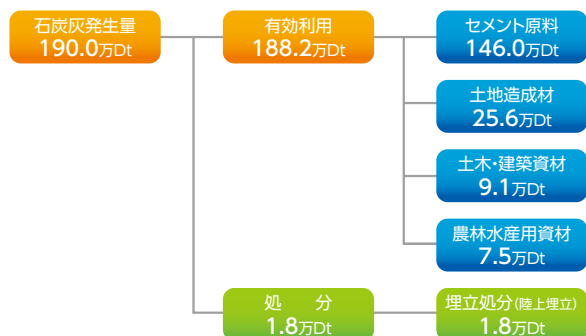 石炭灰発生量
190.0万Dt
有効利用
188.2万Dt
セメント原料
146.0万Dt
土地造成材
25.6万Dt
土木・建築資材
9.1万Dt
農林水産用資材
7.5万Dt
処　分
1.8万Dt
埋立処分(陸上埋立)
1.8万Dt